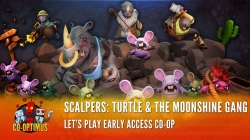 SCALPERS: TURTLE & THE MOONSHINE GANG
LET'S PLAY EARLY ACCESS CO-OP
CO-OPTIMUS